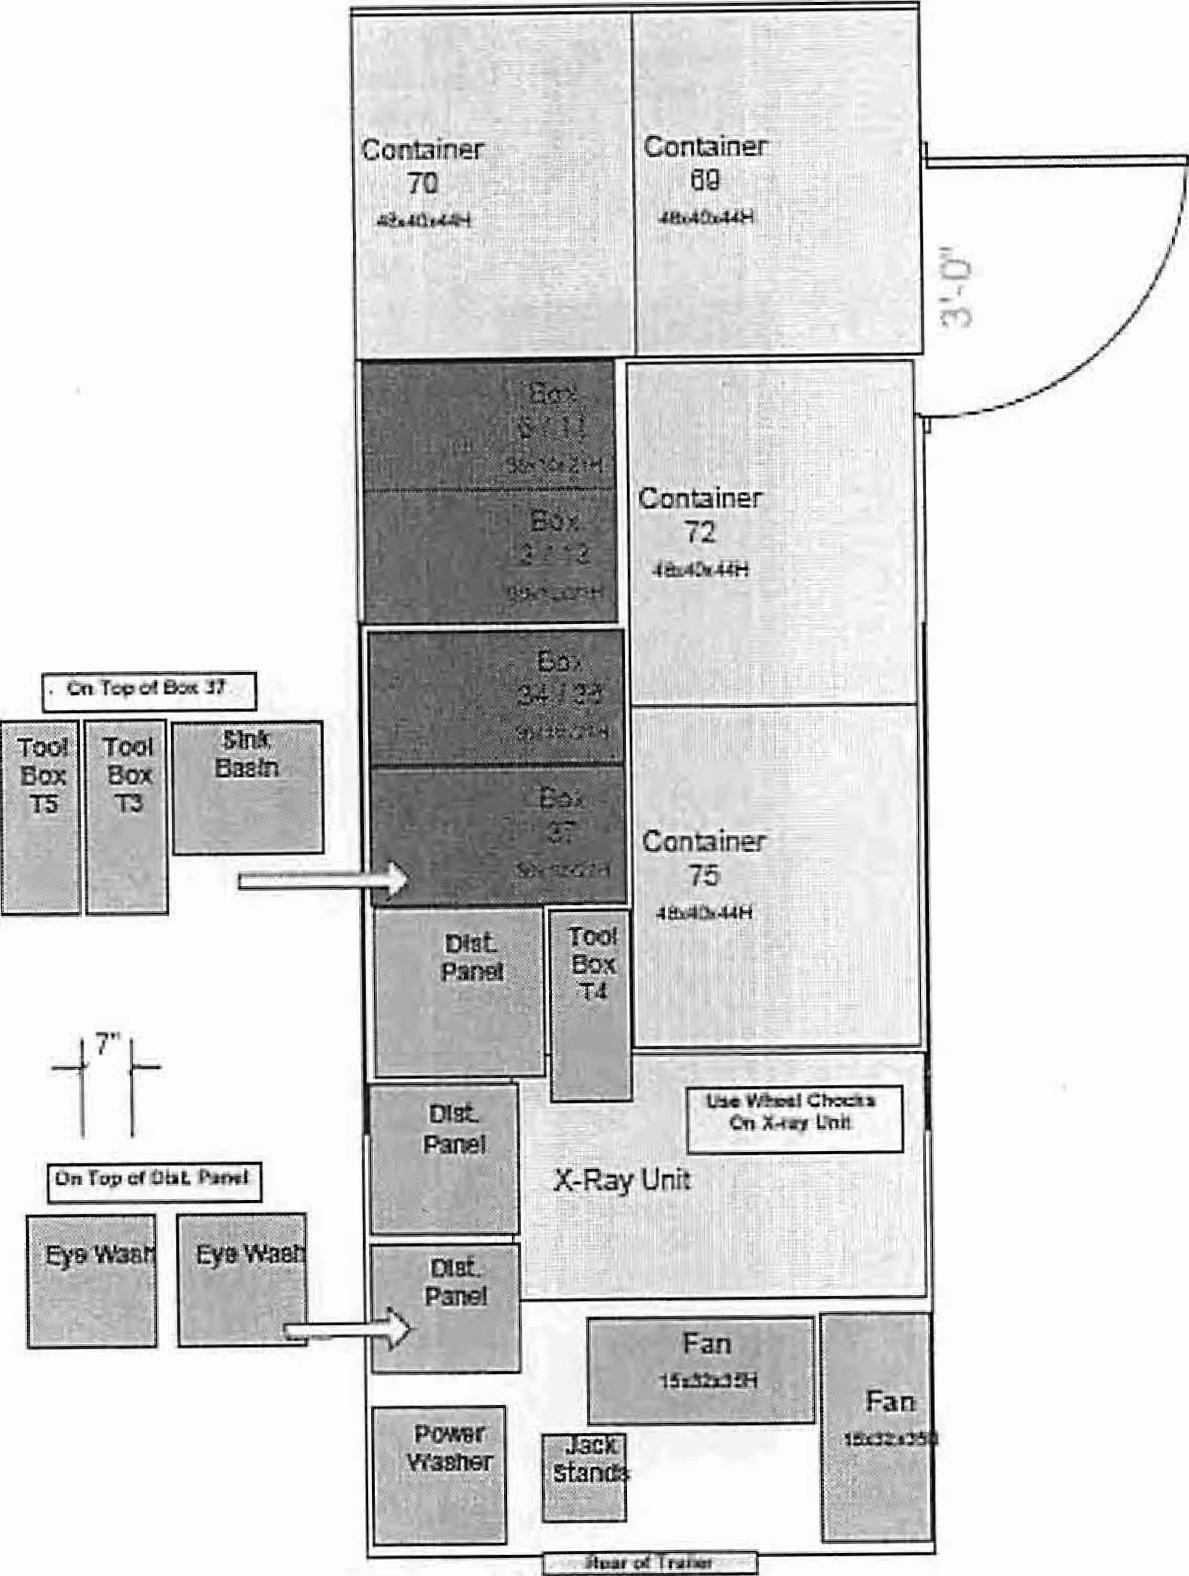 Container
70
48x40x44H
Container
69
48x40x44H
3'-0"
Box
6 / 11
Box
Container
72
48x40x44H
Box
On Top of Box 37
Tool
Box
T5
Tool
Box
T3
Sink
Basin
Box
37
Container
75
48x40x44H
Dist.
Panel
Tool
Box
T4
7"
Dist.
Panel
Use Wheel Chocks
On X-ray Unit
X-Ray Unit
On Top of Dist. Panel
Eye Wash
Eye Wash
Dist.
Panel
Fan
15x32x35H
Fan
Power
Washer
Jack
Stands
Rear of Trailer